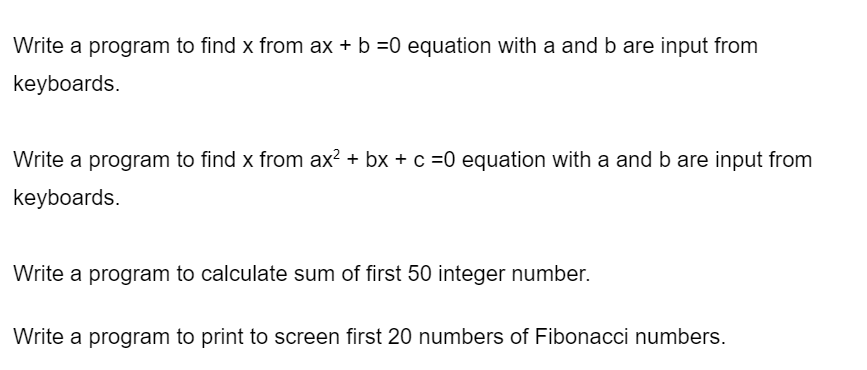 Write a program to find x from ax + b =0 equation with a and b are input from
keyboards.
Write a program to find x from ax² + bx + c =0 equation with a and b are input from
keyboards.
Write a program to calculate sum of first 50 integer number.
Write a program to print to screen first 20 numbers of Fibonacci numbers.